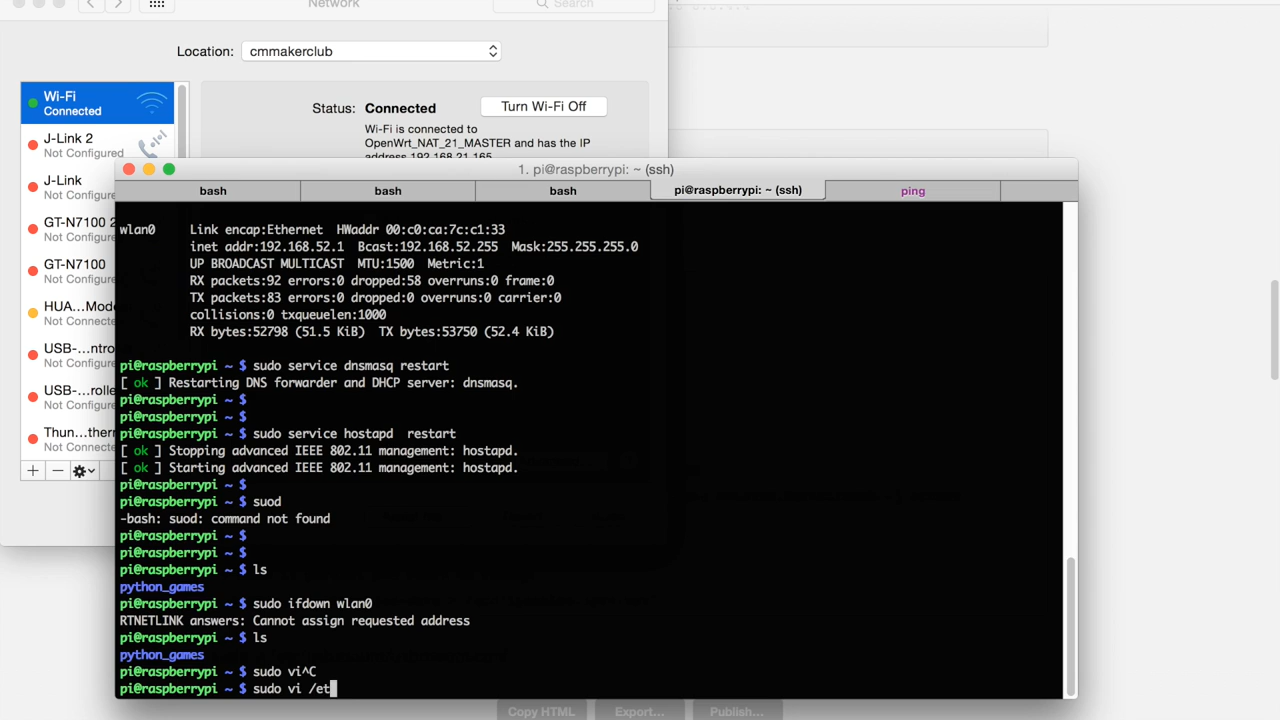 Network
Search
Location: cmmakerclub
Wi-Fi
Connected
Status: Connected
Turn Wi-Fi Off
Wi-Fi is connected to
OpenWrt_NAT_21_MASTER and has the IP
address 192.168.21.165
J-Link 2
Not Configured
J-Link
Not Configured
GT-N7100 2
Not Configured
GT-N7100
Not Configured
HUA...Mode
Not Connected
USB-...ntro
Not Configured
USB-...rolle
Not Configured
Thun...ther
Not Connecte
1. pi@raspberrypi: ~ (ssh)
bash bash bash pi@raspberrypi: ~ (ssh) ping
wlan0 Link encap:Ethernet HWaddr 00:c0:ca:7c:c1:33
inet addr:192.168.52.1 Bcast:192.168.52.255 Mask:255.255.255.0
UP BROADCAST MULTICAST MTU:1500 Metric:1
RX packets:92 errors:0 dropped:58 overruns:0 frame:0
TX packets:83 errors:0 dropped:0 overruns:0 carrier:0
collisions:0 txqueuelen:1000
RX bytes:52798 (51.5 KiB) TX bytes:53750 (52.4 KiB)
pi@raspberrypi ~ $ sudo service dnsmasq restart
[ ok ] Restarting DNS forwarder and DHCP server: dnsmasq.
pi@raspberrypi ~ $
pi@raspberrypi ~ $
pi@raspberrypi ~ $ sudo service hostapd restart
[ ok ] Stopping advanced IEEE 802.11 management: hostapd.
[ ok ] Starting advanced IEEE 802.11 management: hostapd.
pi@raspberrypi ~ $
pi@raspberrypi ~ $ suod
-bash: suod: command not found
pi@raspberrypi ~ $
pi@raspberrypi ~ $
pi@raspberrypi ~ $ ls
python_games
pi@raspberrypi ~ $ sudo ifdown wlan0
RTNETLINK answers: Cannot assign requested address
pi@raspberrypi ~ $ ls
python_games
pi@raspberrypi ~ $ sudo vi^C
pi@raspberrypi ~ $ sudo vi /et
Copy HTML Export... Publish...